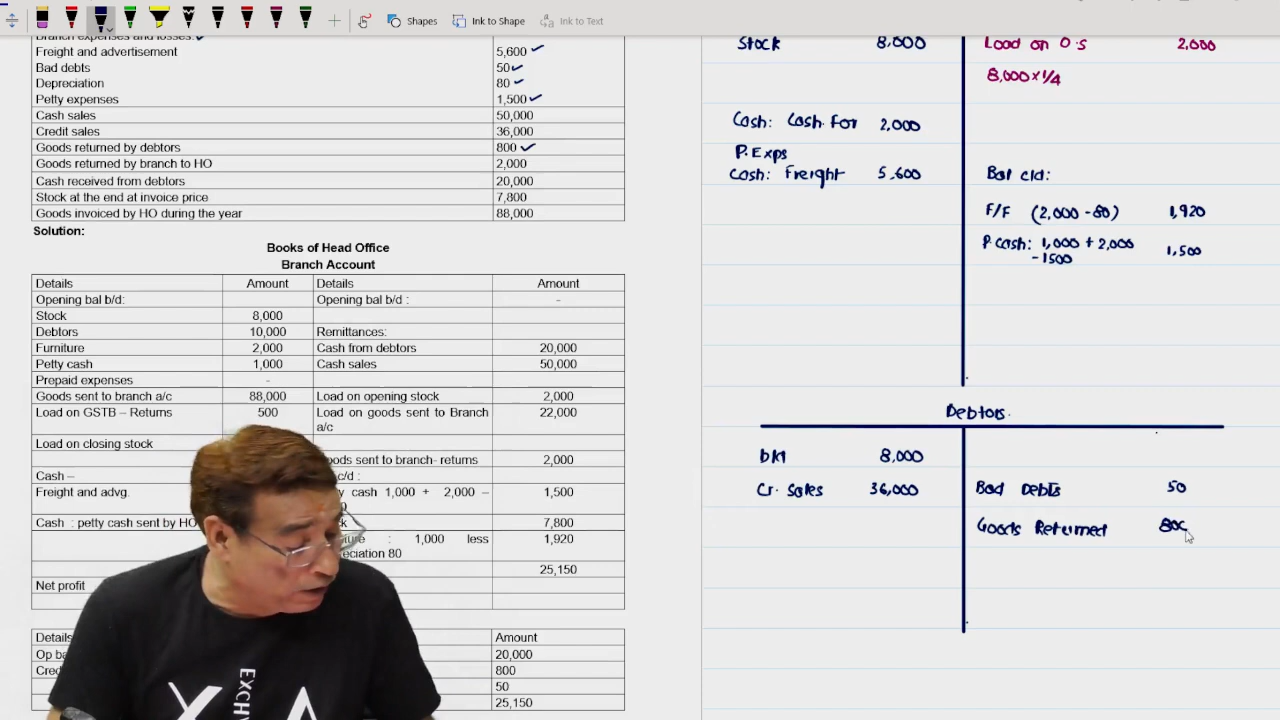 Shapes Ink to Shape Ink to Text
Branch expenses and losses:
Freight and advertisement 5,600
Bad debts 50
Depreciation 80
Petty expenses 1,500
Cash sales 50,000
Credit sales 36,000
Goods returned by debtors 800
Goods returned by branch to HO 2,000
Cash received from debtors 20,000
Stock at the end at invoice price 7,800
Goods invoiced by HO during the year 88,000
Solution:
Books of Head Office
Branch Account
Details Amount Details Amount
Opening bal b/d: Opening bal b/d : -
Stock 8,000
Debtors 10,000 Remittances:
Furniture 2,000 Cash from debtors 20,000
Petty cash 1,000 Cash sales 50,000
Prepaid expenses -
Goods sent to branch a/c 88,000 Load on opening stock 2,000
Load on GSTB – Returns 500 Load on goods sent to Branch 22,000
a/c
Load on closing stock
sent to branch- returns 2,000
Cash – c/d:
Freight and advg. cash 1,000 + 2,000 – 1,500
Cash : petty cash sent by HO 7,800
: 1,000 less 1,920
80
25,150
Net profit
Details Amount
Op 20,000
800
50
25,150
EXCH
Stock 8,000 Load on O.S 2,000
8,000 x 1/4
Cash: Cash For 2,000
P. Exps
Cash: Freight 5,600 Bal c/d:
F/F (2,000 - 80) 1,920
P. cash: 1,000 + 2,000 1,500
- 1500
Debtors
b/d 8,000
Cr. Sales 36,000 Bad Debts 50
Goods Returned 800